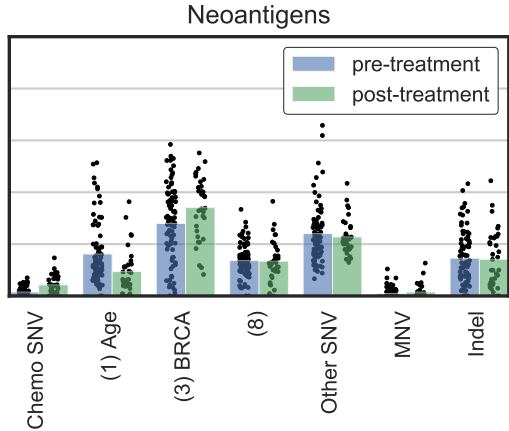 Neoantigens
pre-treatment
post-treatment
Chemo SNV
(1) Age
(3) BRCA
(8)
Other SNV
MNV
Indel